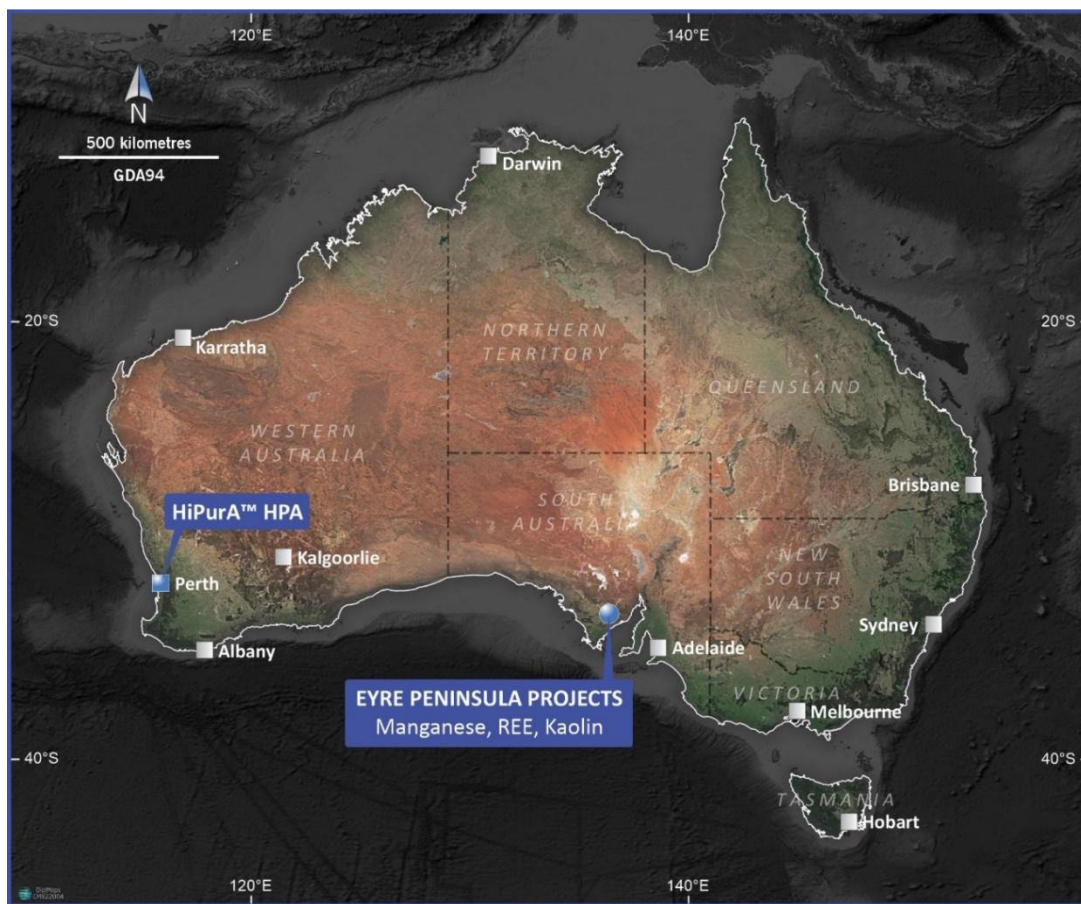 120°E
140°E
N
500 kilometres
GDA94
Darwin
20°S
20°S
Karratha
NORTHERN
TERRITORY
QUEENSLAND
WESTERN
AUSTRALIA
Brisbane
HiPurA™ HPA
SOUTH
AUSTRALI
Kalgoorlie
NEW
SOUTH
WALES
Perth
Sydney
Albany
Adelaide
EYRE PENINSULA PROJECTS
Manganese, REE, Kaolin
VICTORIA
Melbourne
40°S
40°S
TASMANIA
Hobart
120°E
140°E